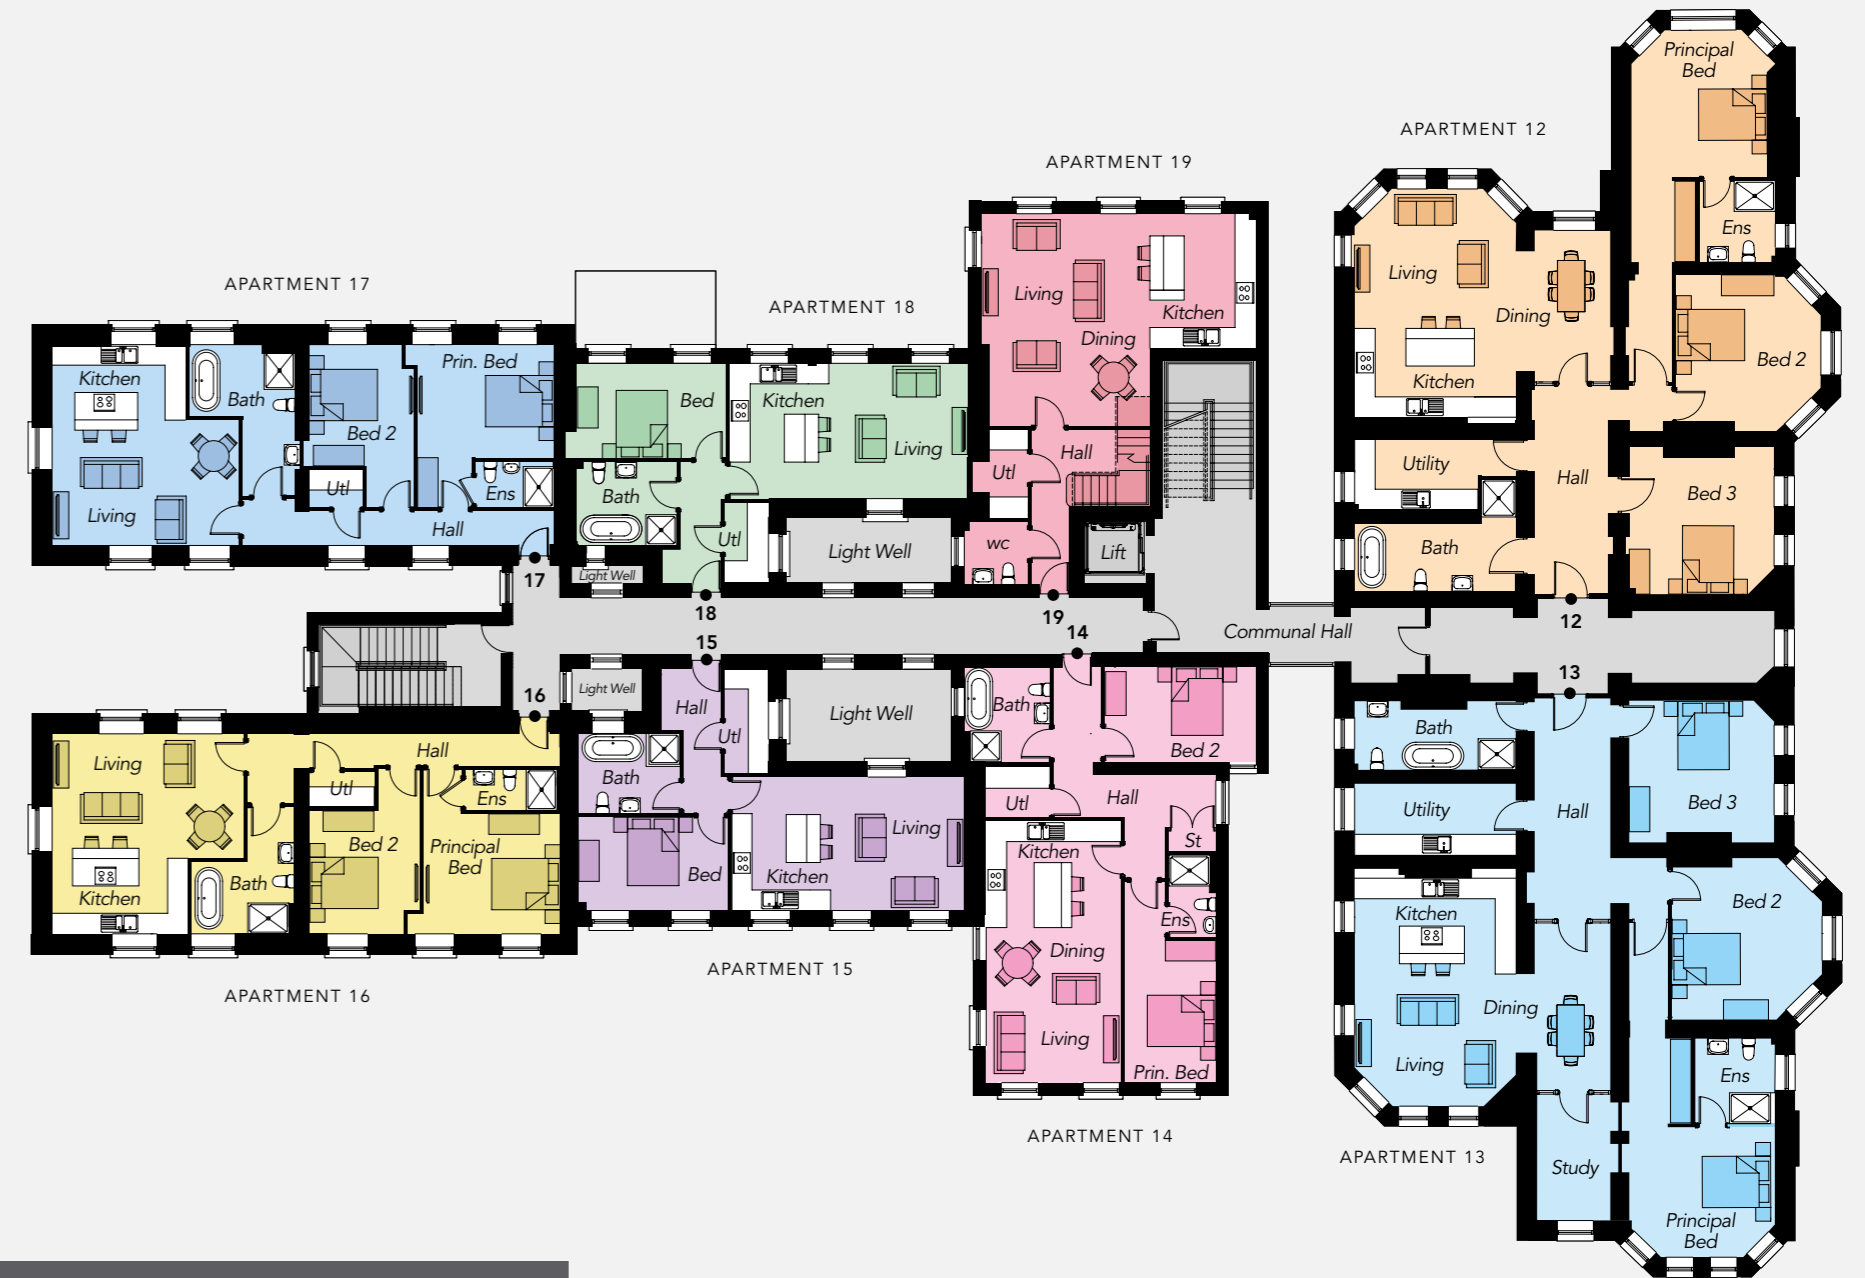 APARTMENT 12
Principal
Bed
Ens
Living
Dining
Kitchen
Bed 2
Utility
Hall
Bed 3
Bath
12
APARTMENT 19
Living
Kitchen
Dining
Hall
Utl
wc
Lift
19
APARTMENT 17
Kitchen
Bath
Living
Bed 2
Prin. Bed
Utl
Ens
Hall
17
APARTMENT 18
Bed
Kitchen
Living
Bath
Utl
Light Well
Light Well
18
Communal Hall
15
14
16
13
Light Well
Light Well
Living
Hall
Utl
Ens
Bed 2
Principal
Bed
Kitchen
Bath
APARTMENT 16
Hall
Utl
Bath
Living
Bed
Kitchen
APARTMENT 15
Bath
Bed 2
Utl
Hall
St
Kitchen
Ens
Dining
Living
Prin. Bed
APARTMENT 14
Bath
Utility
Hall
Bed 3
Kitchen
Bed 2
Dining
Living
Ens
Study
Principal
Bed
APARTMENT 13